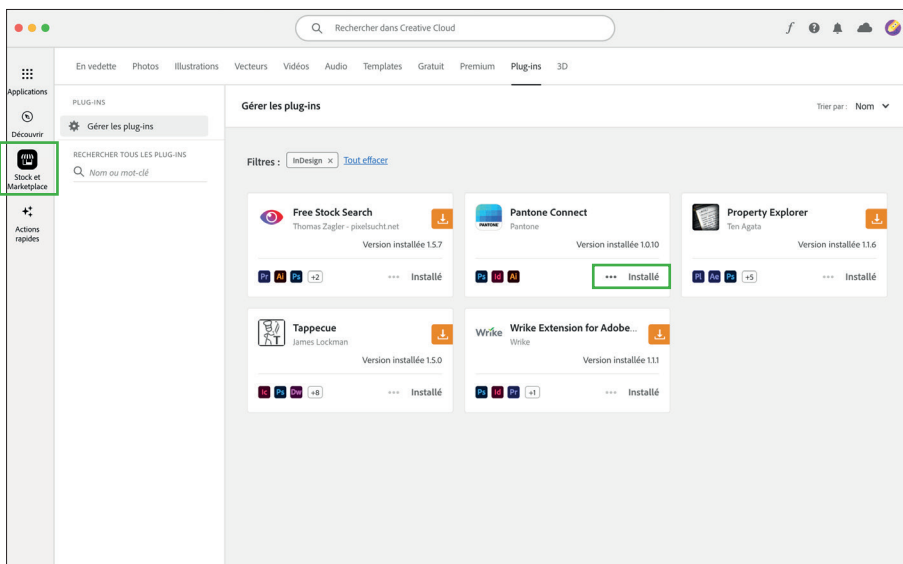 Rechercher dans Creative Cloud
En vedette Photos Illustrations Vecteurs Vidéos Audio Templates Gratuit Premium Plug-ins 3D
Applications
Découvrir
Stock et
Marketplace
Actions
rapides
PLUG-INS
Gérer les plug-ins
RECHERCHER TOUS LES PLUG-INS
Nom ou mot-clé
Gérer les plug-ins
Trier par : Nom
Filtres : InDesign × Tout effacer
Free Stock Search
Thomas Zagler - pixelsucht.net
Version installée 1.5.7
Pr Ai Ps +2 ••• Installé
PANTONE
Pantone Connect
Pantone
Version installée 1.0.10
Ps Id Ai ••• Installé
Property Explorer
Ten Agata
Version installée 1.1.6
Pl Ae Ps +5 ••• Installé
T
Tappecue
James Lockman
Version installée 1.5.0
Ic Ps Dw +8 ••• Installé
Wrike
Wrike Extension for Adobe...
Wrike
Version installée 1.1.1
Ps Id Pr +1 ••• Installé